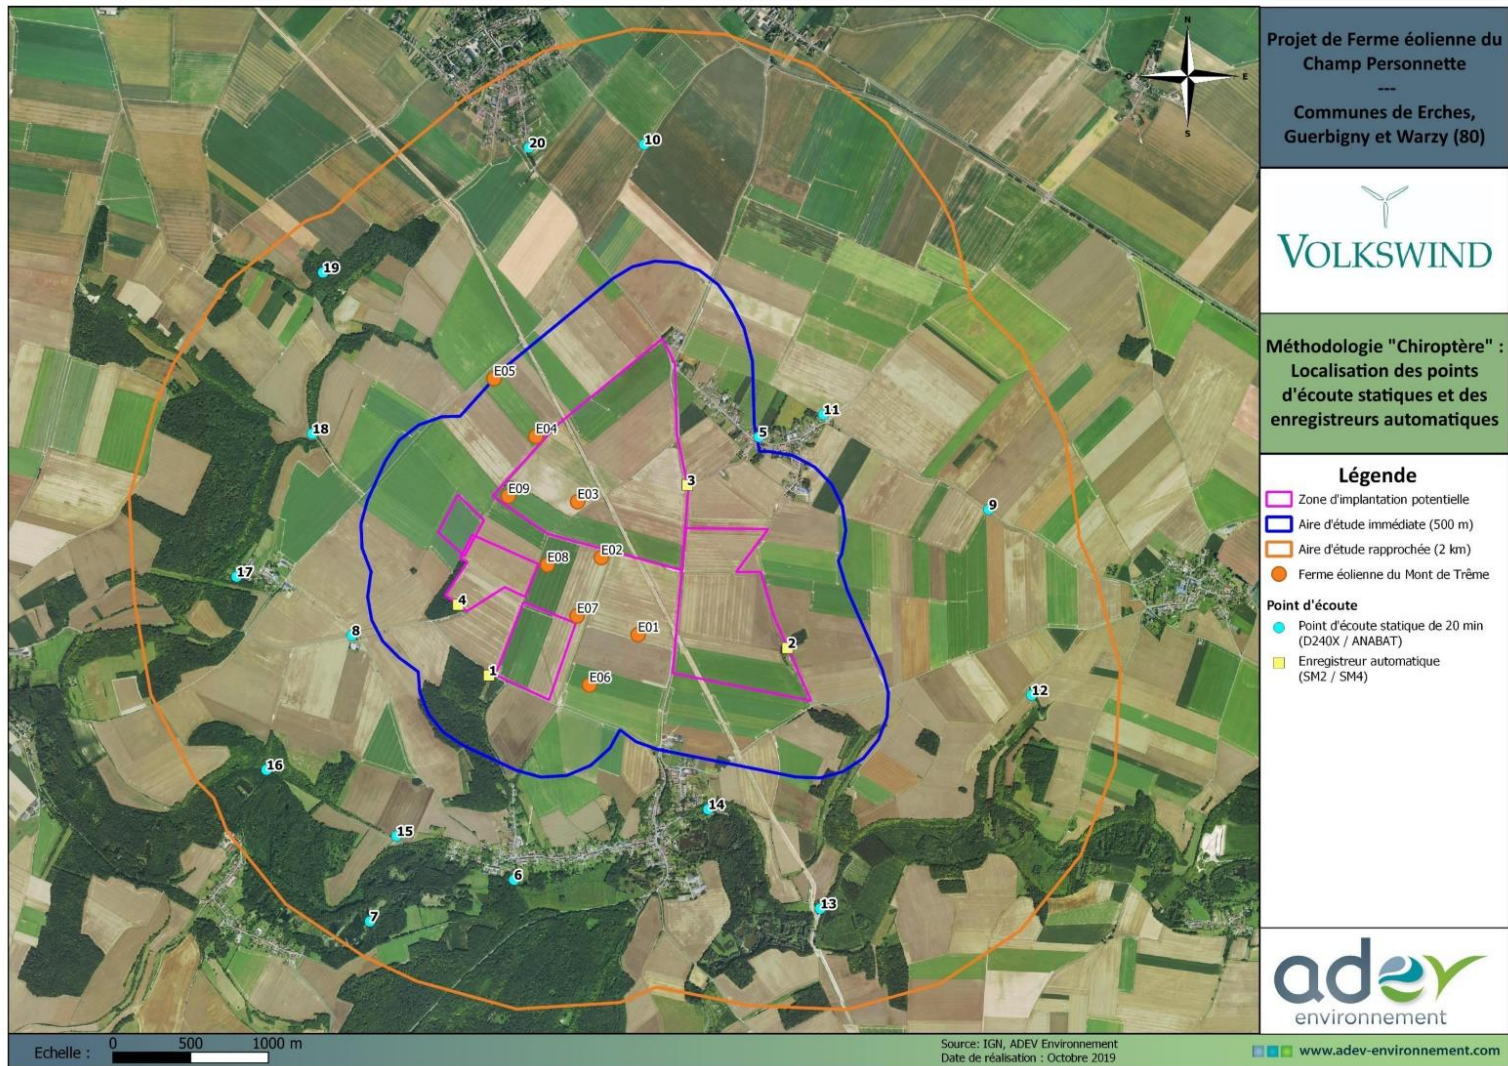 Projet de Ferme éolienne du
Champ Personnette
---
Communes de Erches,
Guerbigny et Warzy (80)
VOLKSWIND
Méthodologie "Chiroptère" :
Localisation des points
d'écoute statiques et des
enregistreurs automatiques
Légende
Zone d'implantation potentielle
Aire d'étude immédiate (500 m)
Aire d'étude rapprochée (2 km)
Ferme éolienne du Mont de Trême
Point d'écoute
Point d'écoute statique de 20 min
(D240X / ANABAT)
Enregistreur automatique
(SM2 / SM4)
adev
environnement
www.adev-environnement.com
N
O
E
S
20
10
19
E05
18
E04
11
5
3
E09
E03
9
E02
E08
17
4
E07
8
E01
2
1
E06
12
16
14
15
6
13
7
Echelle :
0
500
1000 m
Source: IGN, ADEV Environnement
Date de réalisation : Octobre 2019